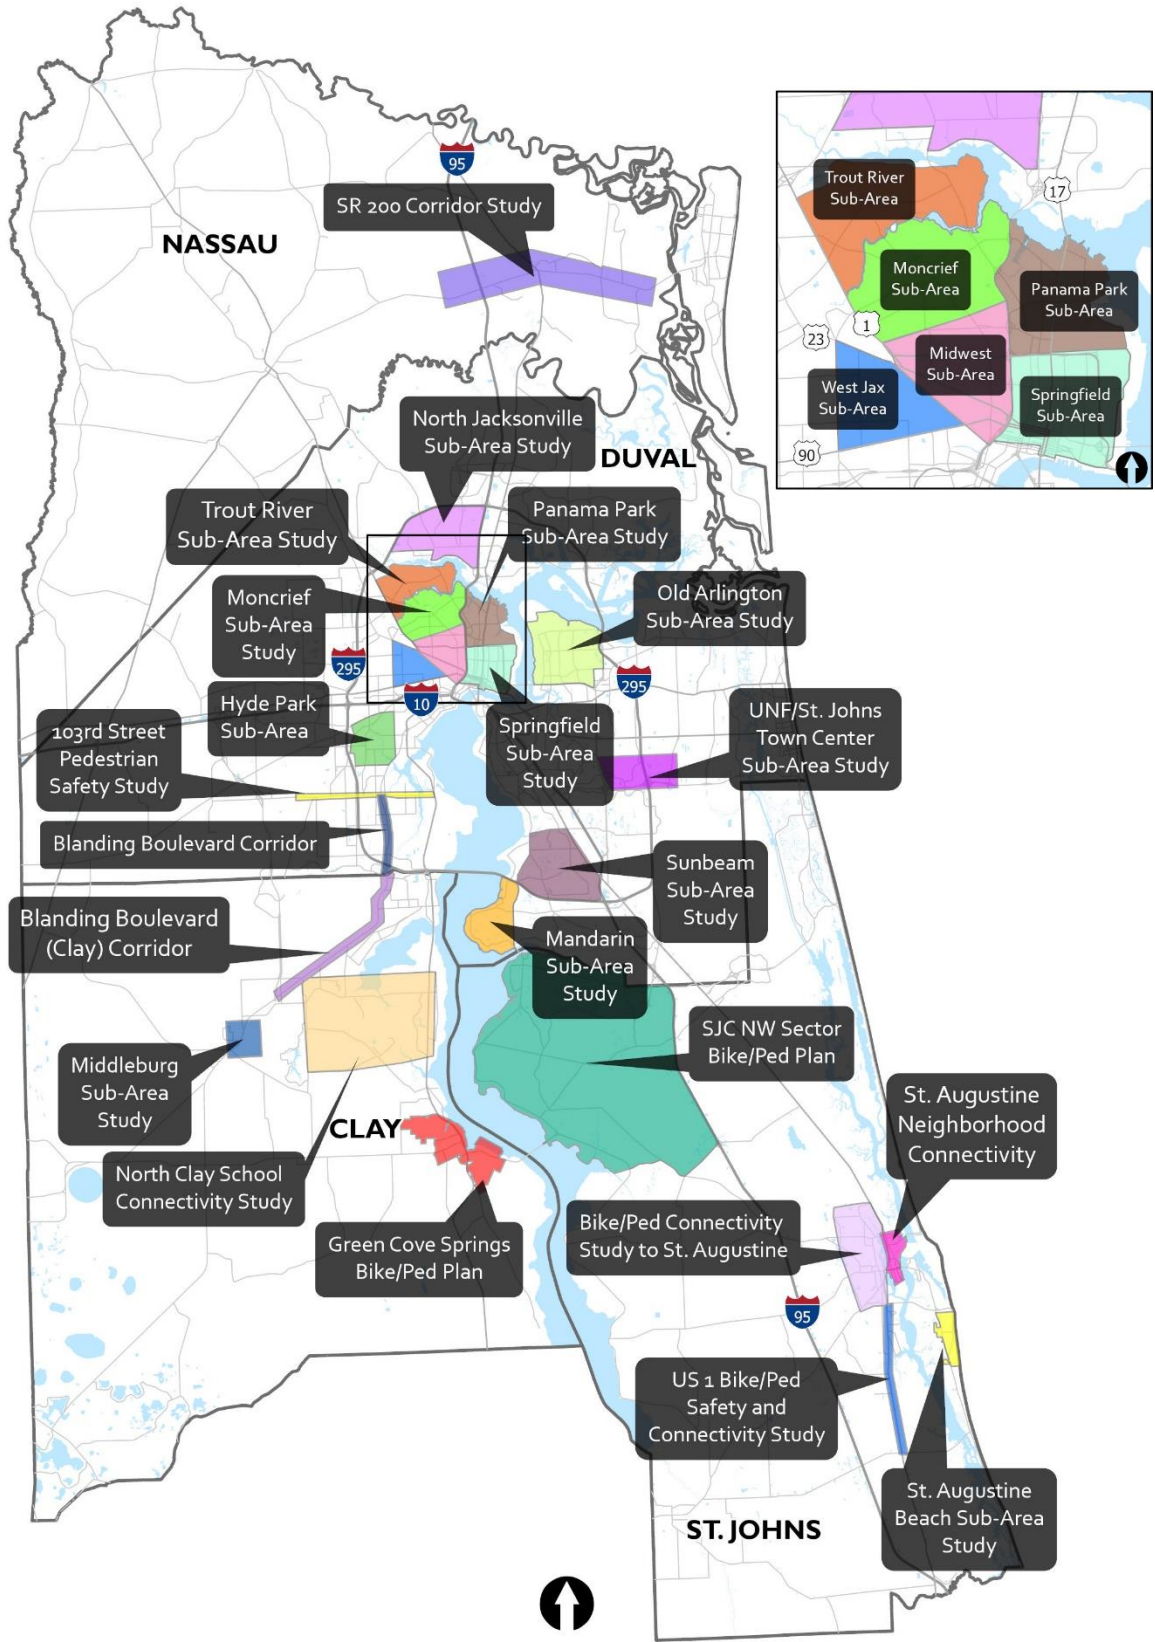 95
SR 200 Corridor Study
NASSAU
Trout River
Sub-Area
17
Moncrief
Sub-Area
Panama Park
Sub-Area
1
23
Midwest
Sub-Area
West Jax
Sub-Area
Springfield
Sub-Area
90
North Jacksonville
Sub-Area Study
DUVAL
Trout River
Sub-Area Study
Panama Park
Sub-Area Study
Moncrief
Sub-Area
Study
Old Arlington
Sub-Area Study
295
295
10
Hyde Park
Sub-Area
103rd Street
Pedestrian
Safety Study
Springfield
Sub-Area
Study
UNF/St. Johns
Town Center
Sub-Area Study
Blanding Boulevard Corridor
Sunbeam
Sub-Area
Study
Blanding Boulevard
(Clay) Corridor
Mandarin
Sub-Area
Study
SJC NW Sector
Bike/Ped Plan
Middleburg
Sub-Area
Study
St. Augustine
Neighborhood
Connectivity
CLAY
North Clay School
Connectivity Study
Green Cove Springs
Bike/Ped Plan
Bike/Ped Connectivity
Study to St. Augustine
95
US 1 Bike/Ped
Safety and
Connectivity Study
St. Augustine
Beach Sub-Area
Study
ST. JOHNS